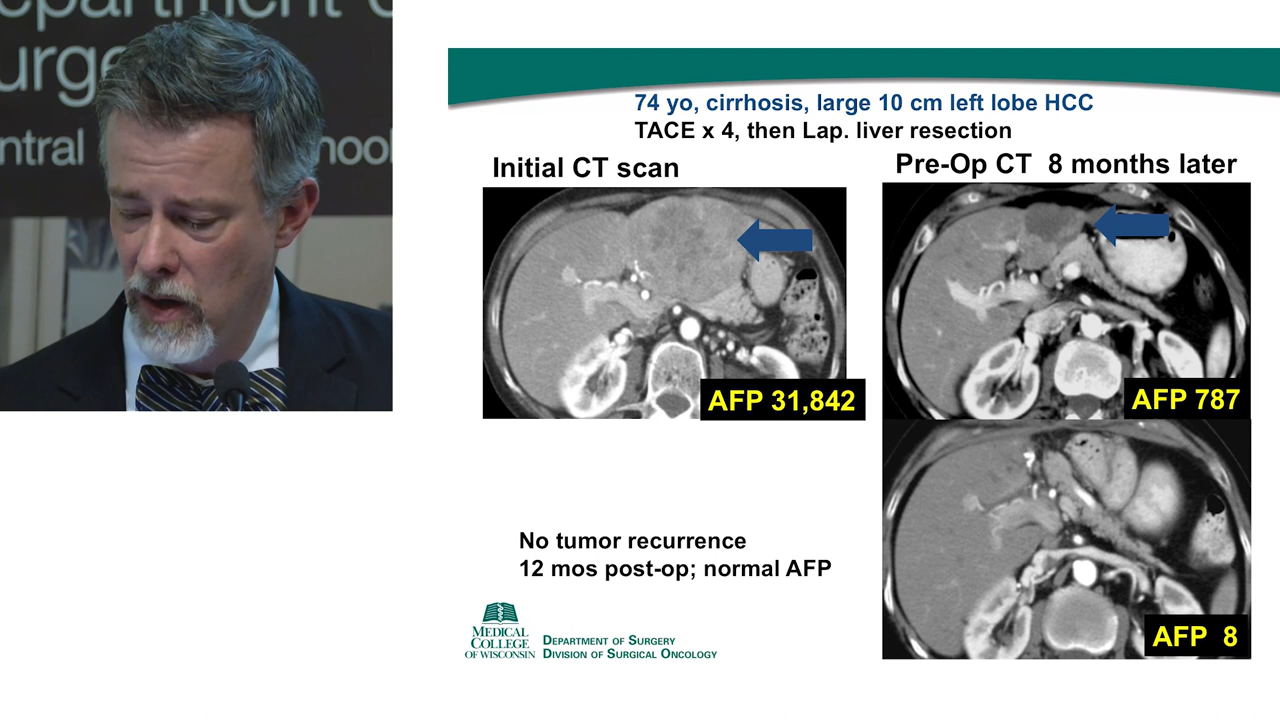 urge
ntral
74 yo, cirrhosis, large 10 cm left lobe HCC
TACE x 4, then Lap. liver resection
Initial CT scan
Pre-Op CT 8 months later
AFP 31,842
AFP 787
No tumor recurrence
12 mos post-op; normal AFP
AFP 8
MEDICAL
COLLEGE
OF WISCONSIN
DEPARTMENT OF SURGERY
DIVISION OF SURGICAL ONCOLOGY